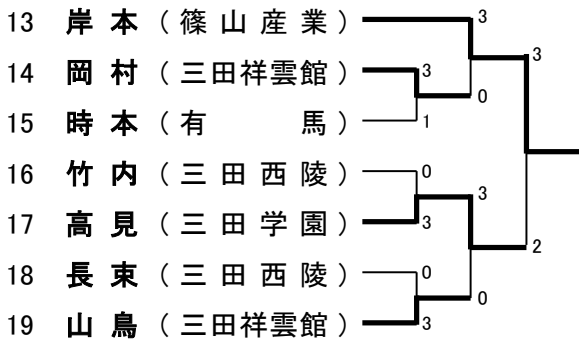 13 岸本（篠山産業） 3
3
14 岡村（三田祥雲館） 3
0
15 時本（有馬） 1
16 竹内（三田西陵） 0
3
17 高見（三田学園） 3
2
18 長束（三田西陵） 0
0
19 山鳥（三田祥雲館） 3